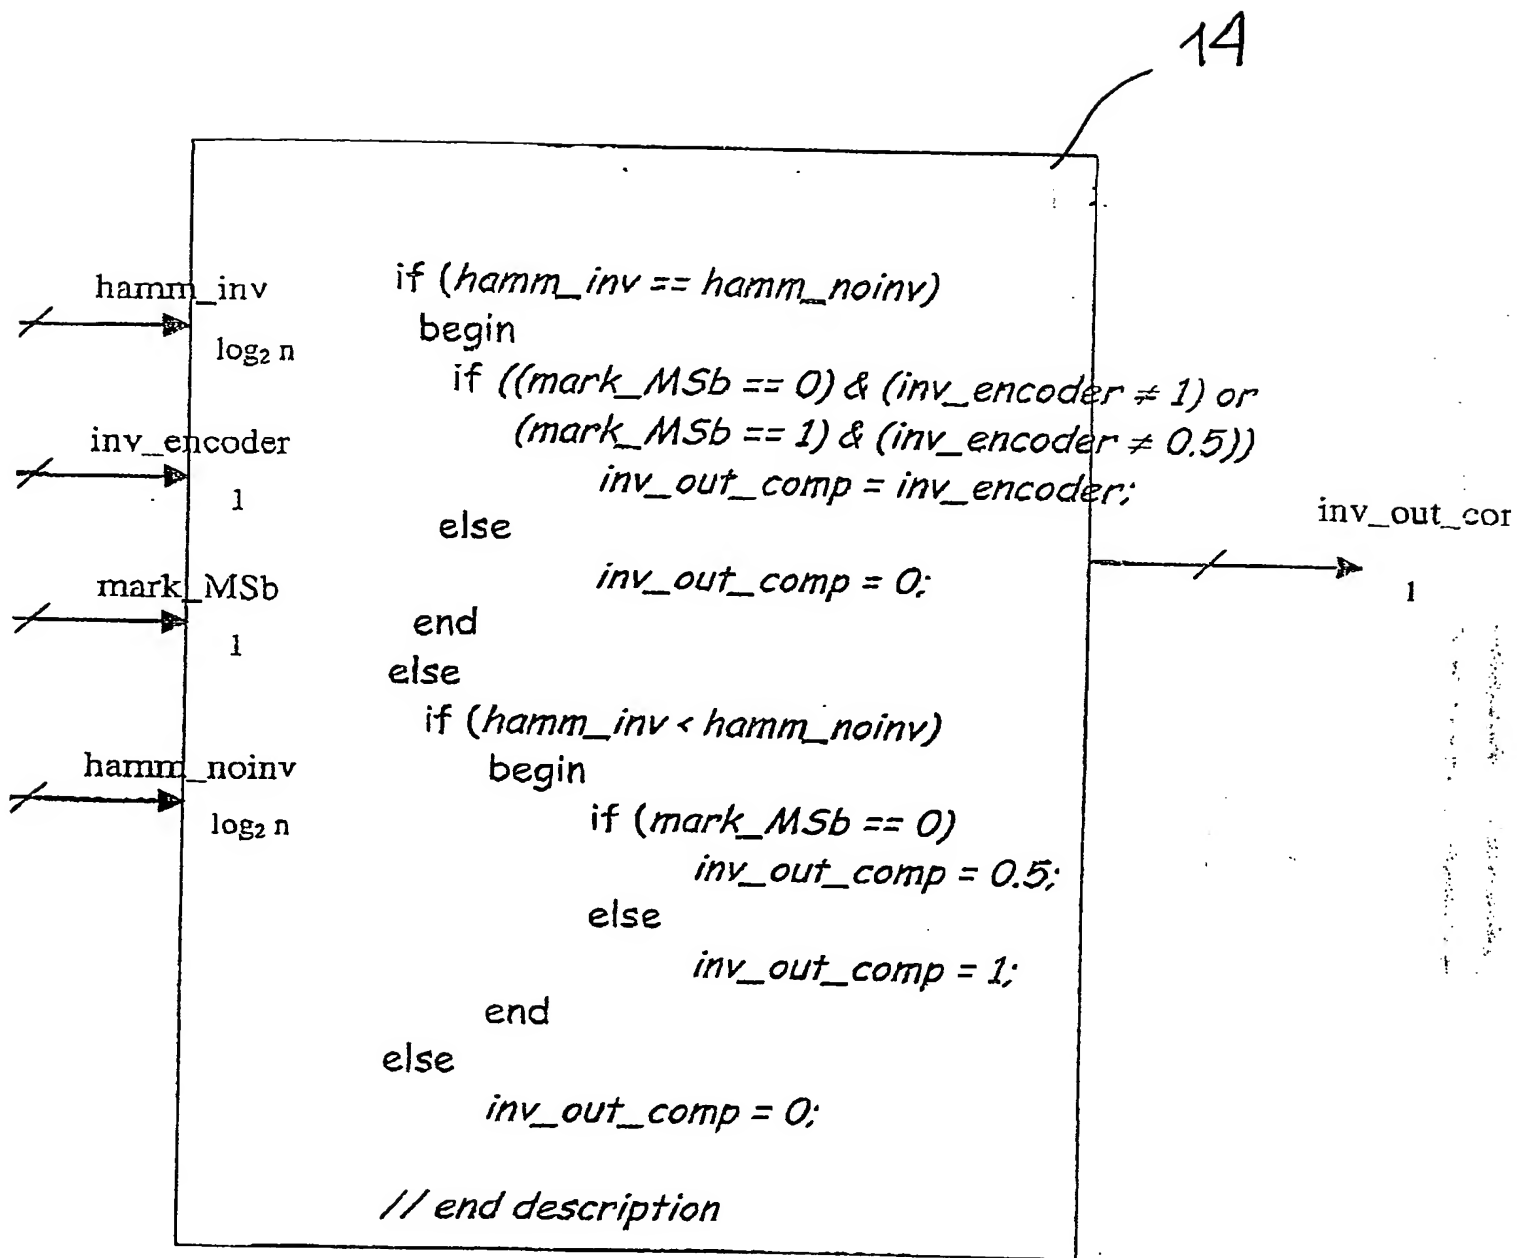 14
hamm_inv
log₂ n
inv_encoder
1
mark_MSb
1
hamm_noinv
log₂ n
if (hamm_inv == hamm_noinv)
begin
if ((mark_MSb == 0) & (inv_encoder ≠ 1) or
(mark_MSb == 1) & (inv_encoder ≠ 0.5))
inv_out_comp = inv_encoder;
else
inv_out_comp = 0;
end
else
if (hamm_inv < hamm_noinv)
begin
if (mark_MSb == 0)
inv_out_comp = 0.5;
else
inv_out_comp = 1;
end
else
inv_out_comp = 0;
// end description
inv_out_cor
1